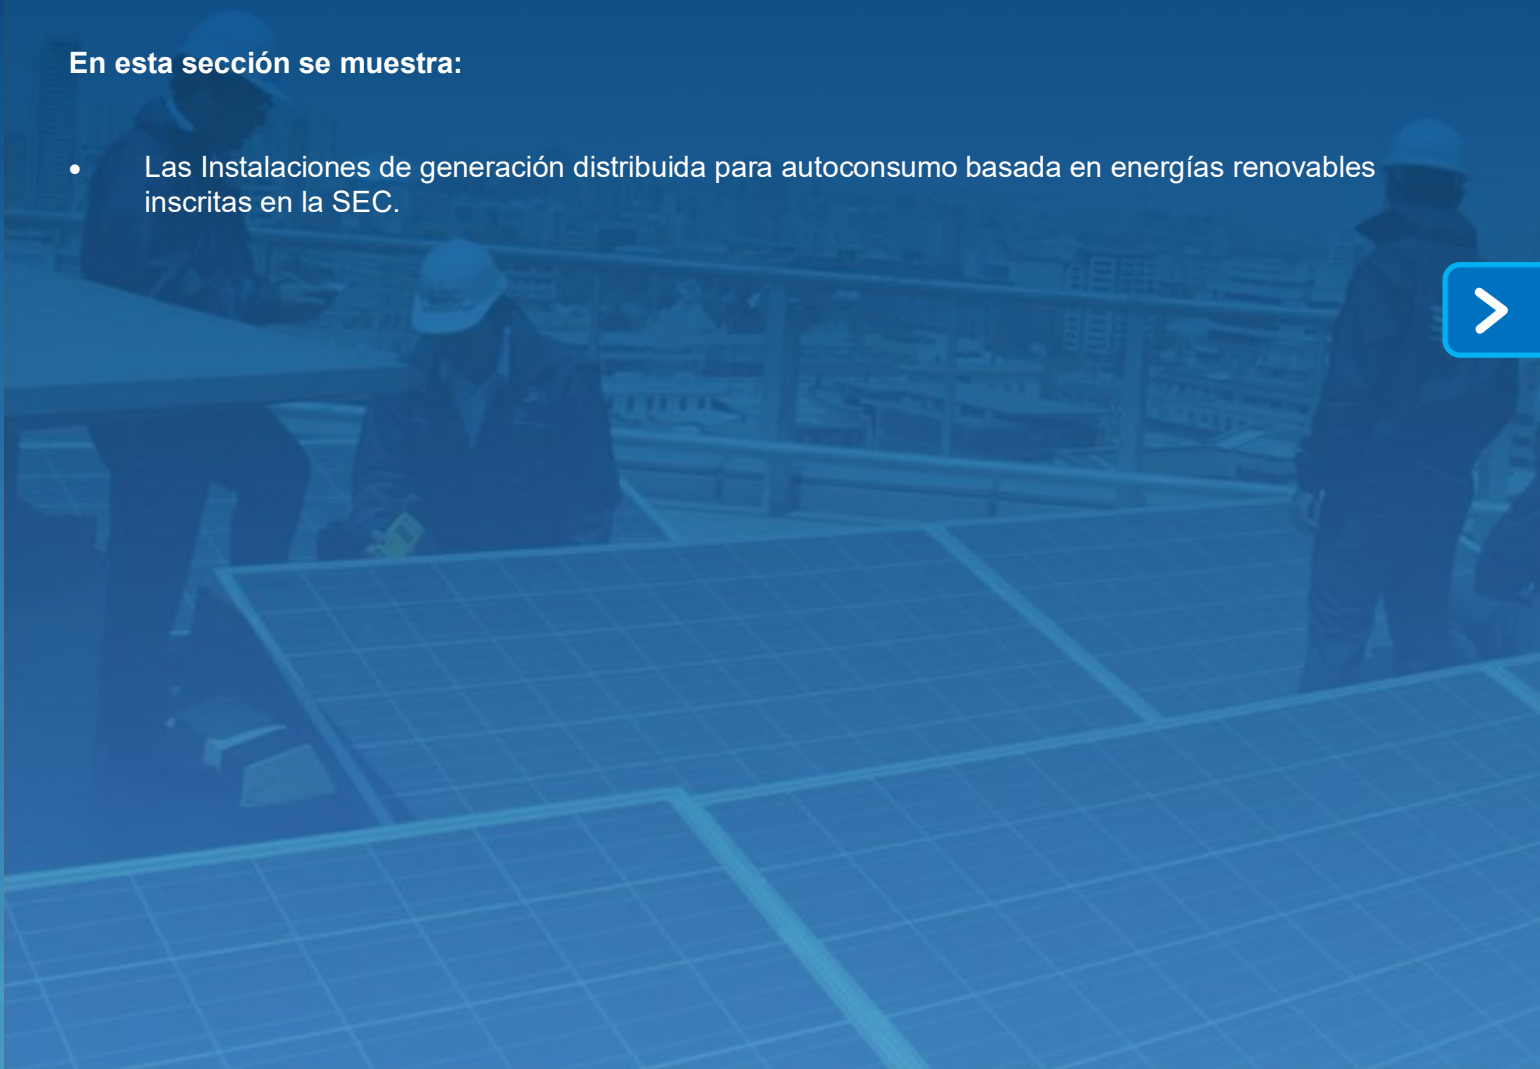 En esta sección se muestra:
• Las Instalaciones de generación distribuida para autoconsumo basada en energías renovables
inscritas en la SEC.